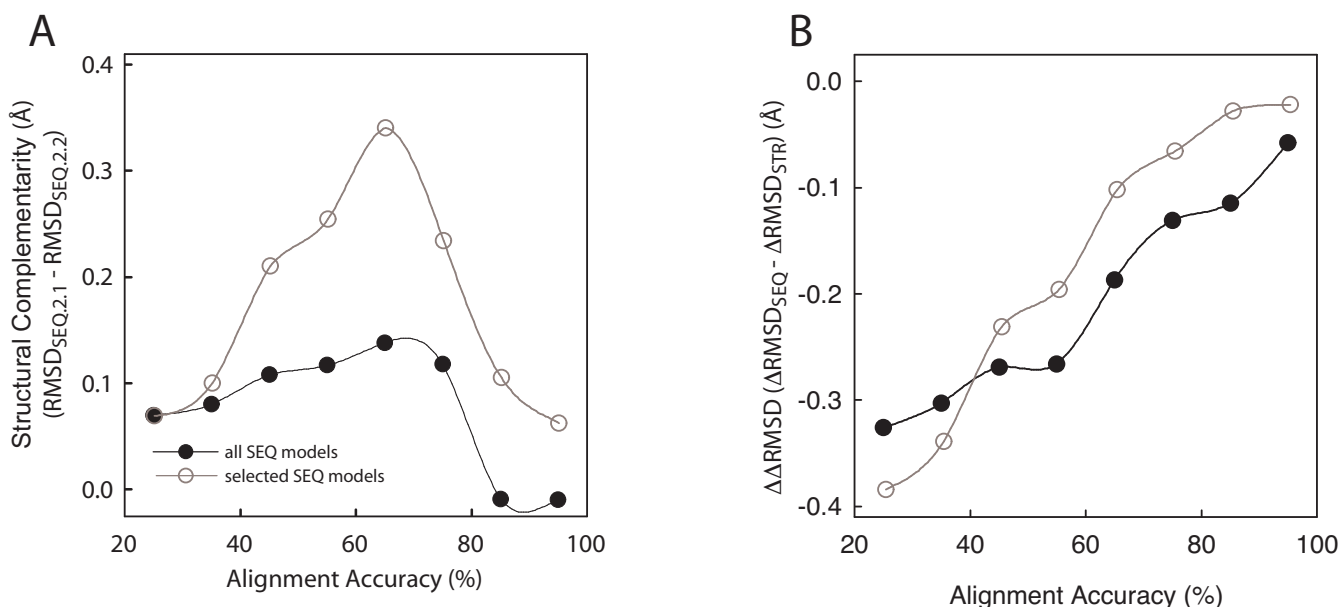 A
Structural Complementarity (Å)
(RMSDSEQ.2.1 - RMSDSEQ.2.2)
0.4
0.3
0.2
0.1
0.0
all SEQ models
selected SEQ models
20 40 60 80 100
Alignment Accuracy (%)
B
ΔΔRMSD (ΔRMSDSEQ- ΔRMSDSTR) (Å)
0.0
-0.1
-0.2
-0.3
-0.4
20 40 60 80 100
Alignment Accuracy (%)